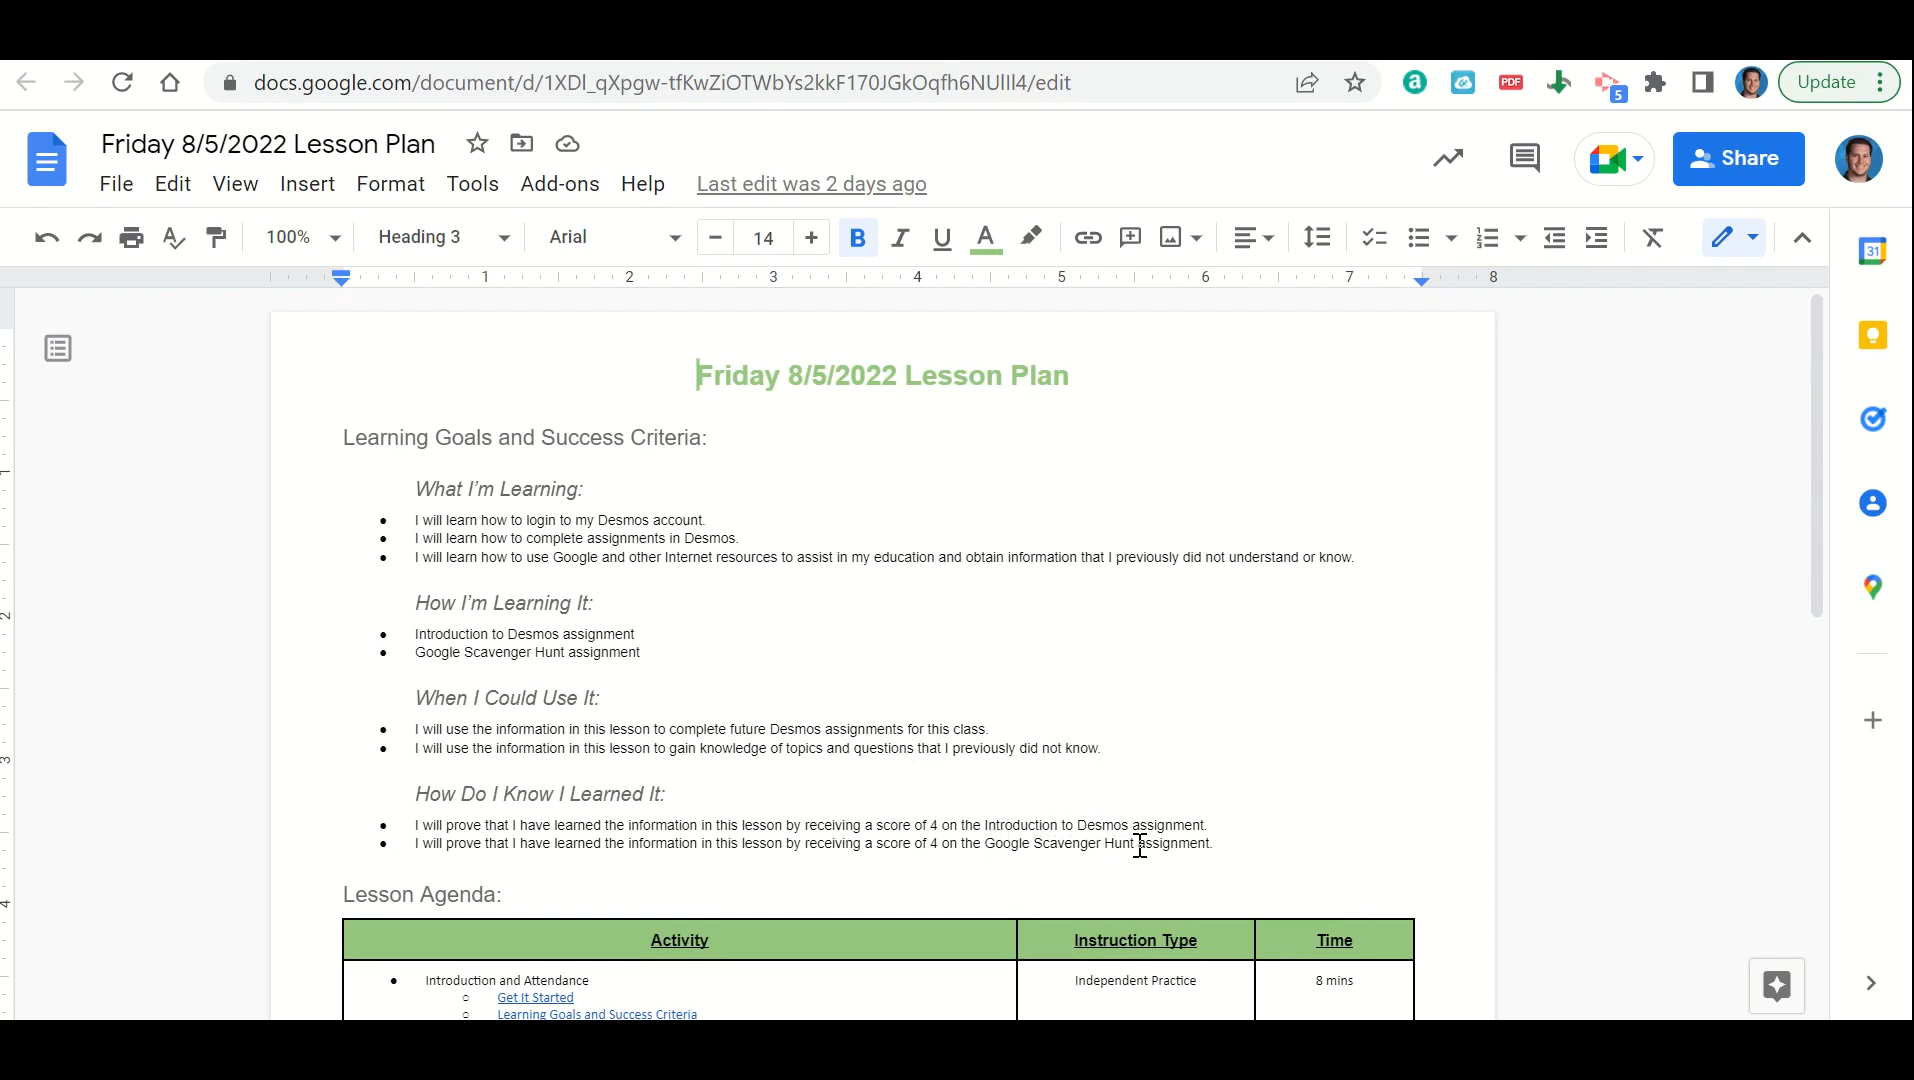 docs.google.com/document/d/1XDl_qXpgw-tfKwZiOTWbYs2kkF170JGkOqfh6NUlIl4/edit
PDF
5
Update
Friday 8/5/2022 Lesson Plan
File Edit View Insert Format Tools Add-ons Help Last edit was 2 days ago
Share
100% Heading 3 Arial 14 B I U A
31
1 2 3 4 5 6 7 8
Friday 8/5/2022 Lesson Plan
Learning Goals and Success Criteria:
What I'm Learning:
● I will learn how to login to my Desmos account.
● I will learn how to complete assignments in Desmos.
● I will learn how to use Google and other Internet resources to assist in my education and obtain information that I previously did not understand or know.
How I'm Learning It:
● Introduction to Desmos assignment
● Google Scavenger Hunt assignment
When I Could Use It:
● I will use the information in this lesson to complete future Desmos assignments for this class.
● I will use the information in this lesson to gain knowledge of topics and questions that I previously did not know.
How Do I Know I Learned It:
● I will prove that I have learned the information in this lesson by receiving a score of 4 on the Introduction to Desmos assignment.
● I will prove that I have learned the information in this lesson by receiving a score of 4 on the Google Scavenger Hunt assignment.
Lesson Agenda:
Activity Instruction Type Time
● Introduction and Attendance Independent Practice 8 mins
○ Get It Started
○ Learning Goals and Success Criteria
1
2
3
4